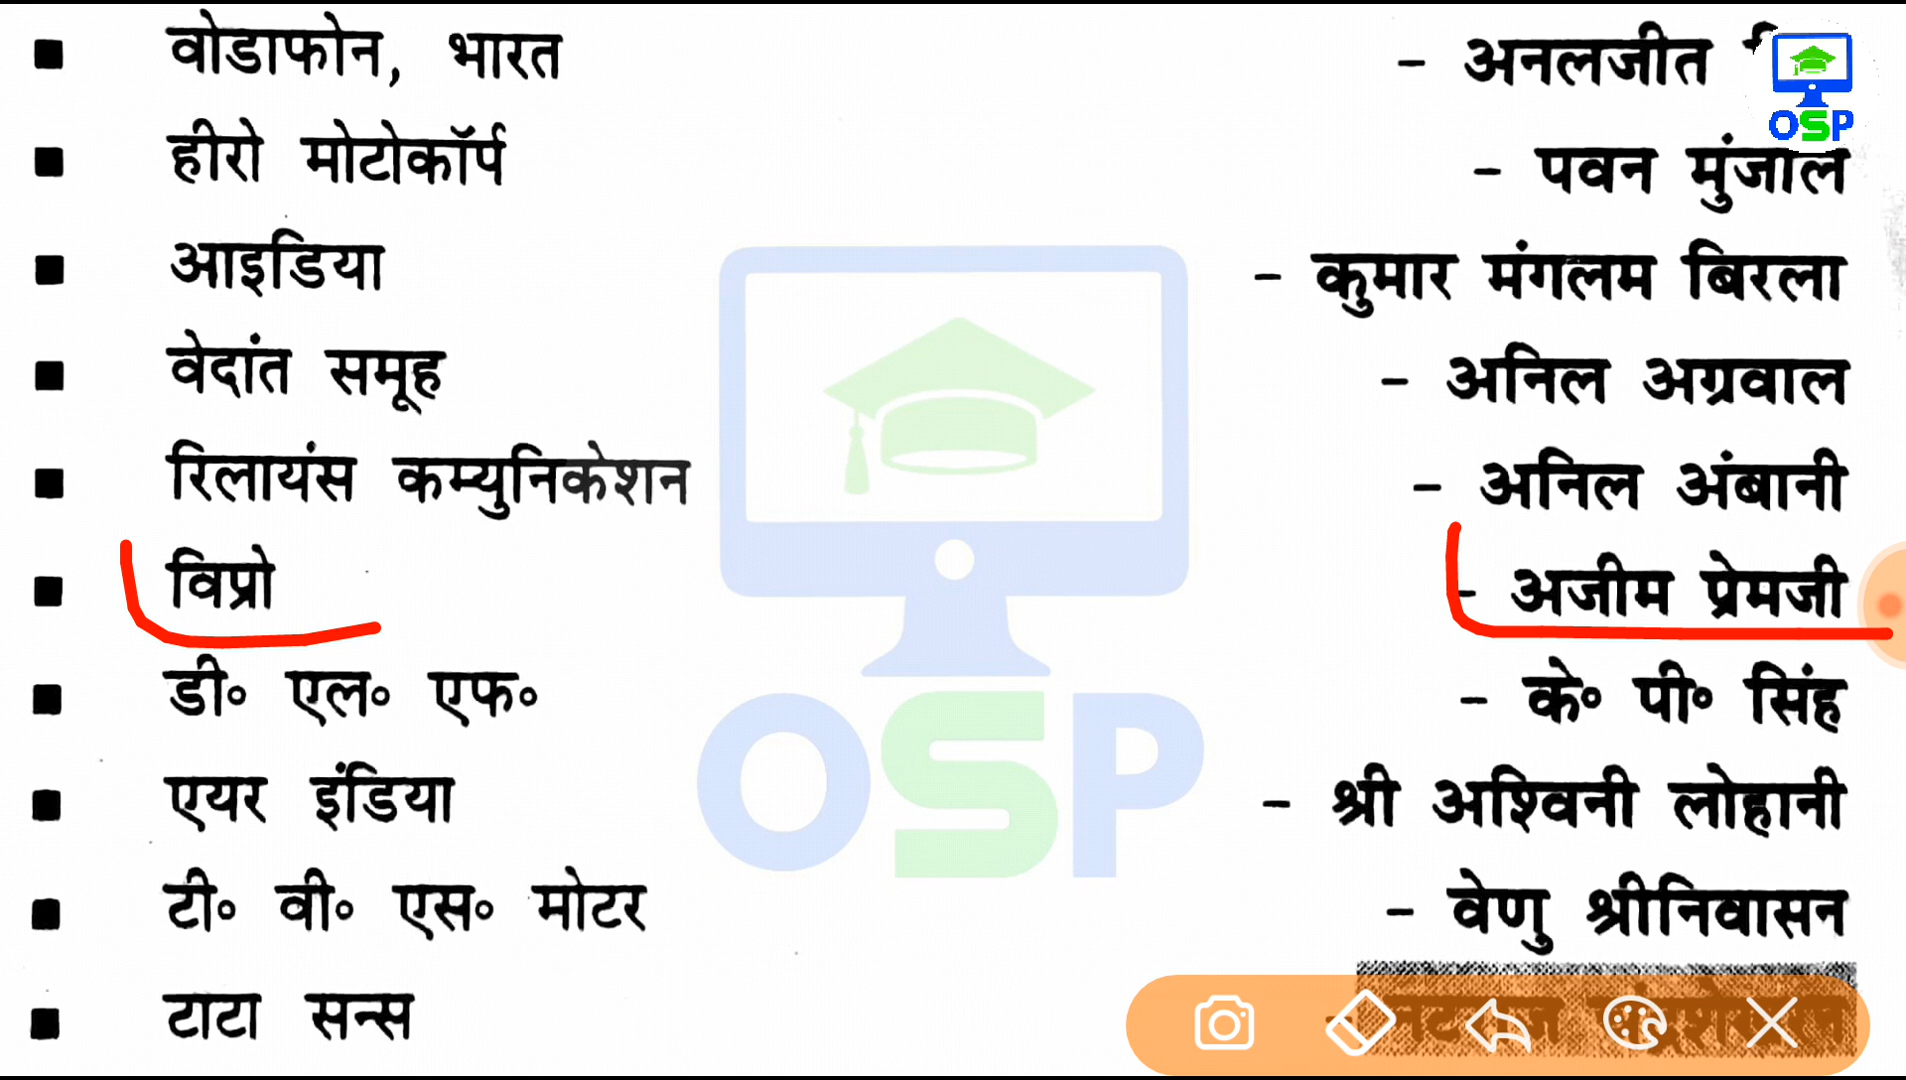 ■ वोडाफोन, भारत – अनलजीत
■ हीरो मोटोकॉर्प – पवन मुंजाल
■ आइडिया – कुमार मंगलम बिरला
■ वेदांत समूह – अनिल अग्रवाल
■ रिलायंस कम्युनिकेशन – अनिल अंबानी
■ विप्रो – अजीम प्रेमजी
■ डी॰ एल॰ एफ॰ – के॰ पी॰ सिंह
■ एयर इंडिया – श्री अश्विनी लोहानी
■ टी॰ वी॰ एस॰ मोटर – वेणु श्रीनिवासन
■ टाटा सन्स –
OSP
OSP